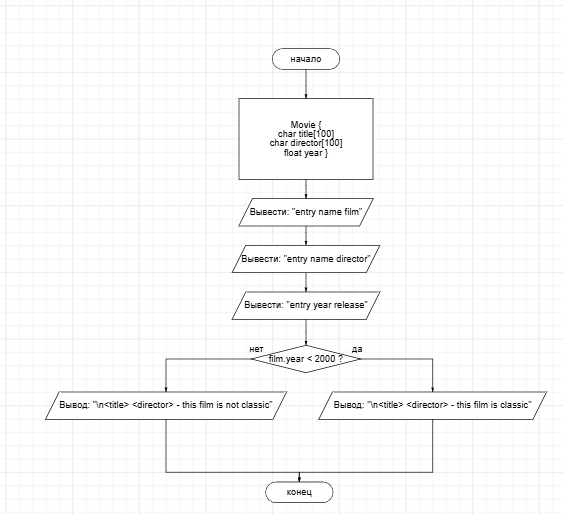 начало
Movie {
char title[100]
char director[100]
float year }
Вывести: "entry name film"
Вывести: "entry name director"
Вывести: "entry year release"
нет
да
film.year < 2000 ?
Вывод: "\n<title> <director> - this film is not classic"
Вывод: "\n<title> <director> - this film is classic"
конец